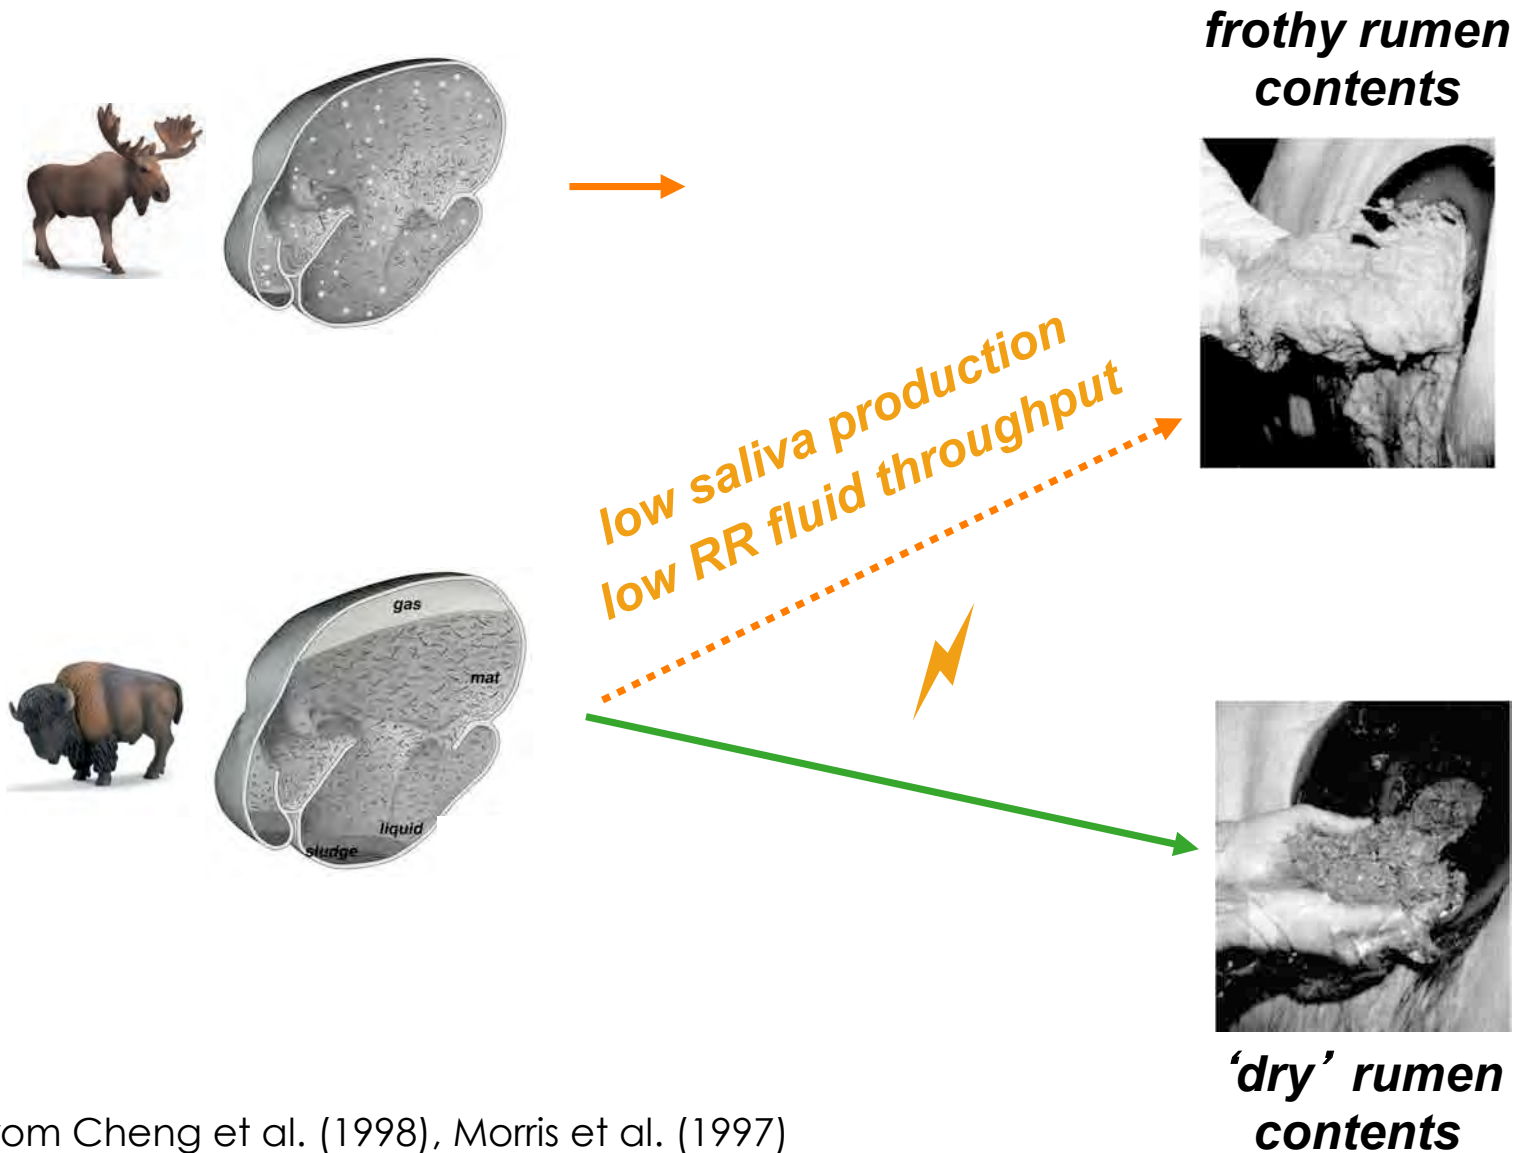 frothy rumen
contents
low saliva production
low RR fluid throughput
gas
mat
liquid
sludge
‘dry’ rumen
contents
om Cheng et al. (1998), Morris et al. (1997)